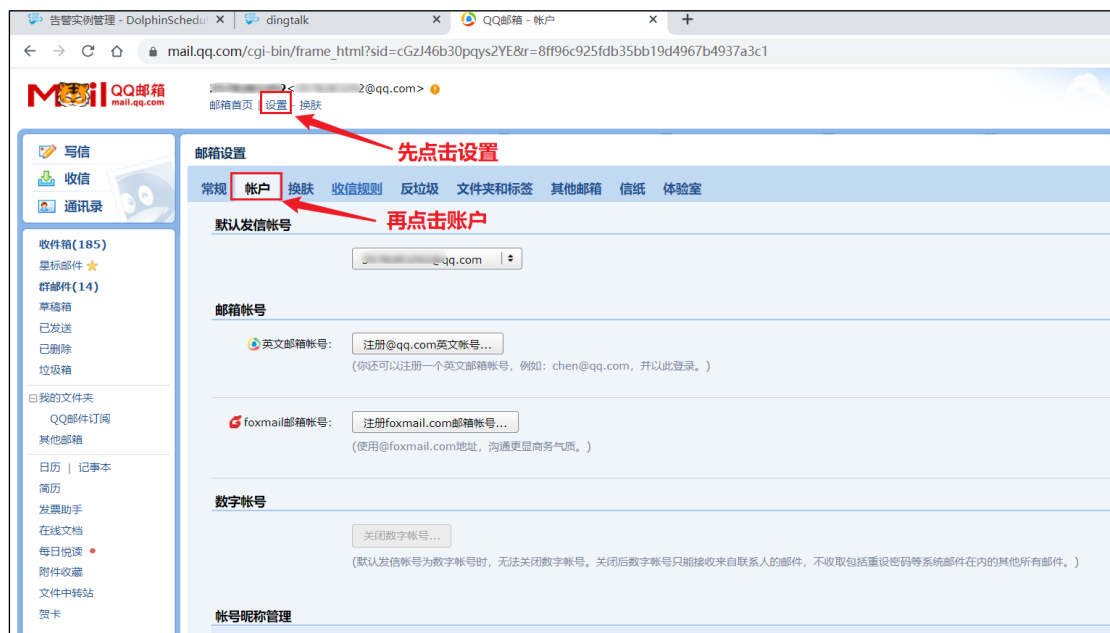 告警实例管理 - DolphinSchedul
dingtalk
QQ邮箱 - 帐户
mail.qq.com/cgi-bin/frame_html?sid=cGzJ46b30pqys2YE&r=8ff96c925fdb35bb19d4967b4937a3c1
Mail QQ邮箱
mail.qq.com
2<
2@qq.com>
邮箱首页 | 设置 - 换肤
先点击设置
写信
收信
通讯录
邮箱设置
常规 帐户 换肤 收信规则 反垃圾 文件夹和标签 其他邮箱 信纸 体验室
再点击账户
收件箱(185)
星标邮件
群邮件(14)
草稿箱
已发送
已删除
垃圾箱
我的文件夹
QQ邮件订阅
其他邮箱
日历 | 记事本
简历
发票助手
在线文档
每日悦读
附件收藏
文件中转站
贺卡
默认发信帐号
@qq.com
邮箱帐号
英文邮箱帐号: 注册@qq.com英文帐号...
(你还可以注册一个英文邮箱帐号，例如：chen@qq.com，并以此登录。)
foxmail邮箱帐号: 注册foxmail.com邮箱帐号...
(使用@foxmail.com地址，沟通更显商务气质。)
数字帐号
关闭数字帐号...
(默认发信帐号为数字帐号时，无法关闭数字帐号。关闭后数字帐号只能接收来自联系人的邮件，不收取包括重设密码等系统邮件在内的其他所有邮件。)
帐号昵称管理